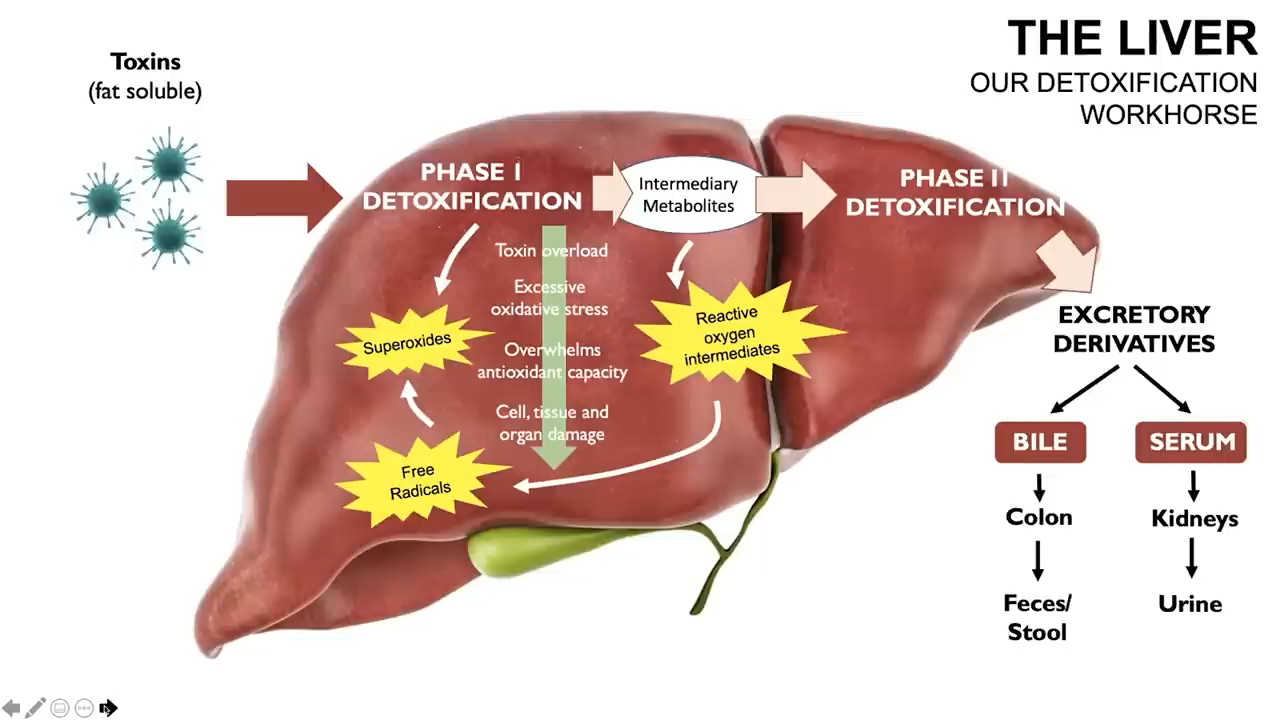 THE LIVER
OUR DETOXIFICATION
WORKHORSE
Toxins
(fat soluble)
PHASE I
DETOXIFICATION
Intermediary
Metabolites
PHASE II
DETOXIFICATION
Toxin overload
Excessive
oxidative stress
Overwhelms
antioxidant capacity
Cell, tissue and
organ damage
Superoxides
Free
Radicals
Reactive
oxygen
intermediates
EXCRETORY
DERIVATIVES
BILE
Colon
Feces/
Stool
SERUM
Kidneys
Urine